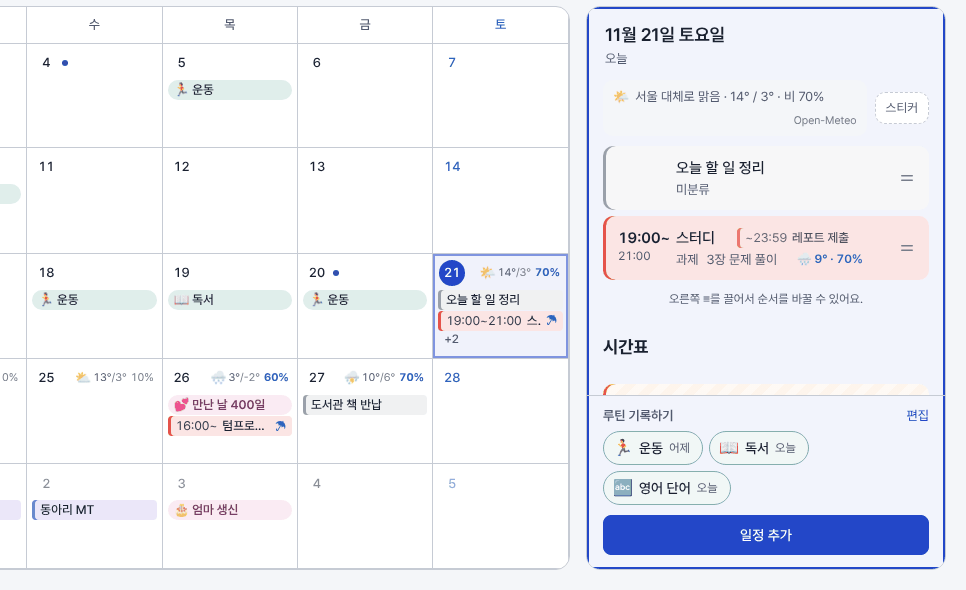 수 목 금 토
4 5 6 7
운동
11 12 13 14
18 19 20 21 14°/3° 70%
운동 독서 운동 오늘 할 일 정리
19:00~21:00 스.
+2
0% 25 13°/3° 10% 26 3°/-2° 60% 27 10°/6° 70% 28
만난 날 400일 도서관 책 반납
16:00~ 텀프로...
2 3 4 5
동아리 MT 엄마 생신
11월 21일 토요일
오늘
서울 대체로 맑음 · 14° / 3° · 비 70%
Open-Meteo
스티커
오늘 할 일 정리
미분류
19:00~ 스터디 ~23:59 레포트 제출
21:00 과제 3장 문제 풀이 9° · 70%
오른쪽 ≡를 끌어서 순서를 바꿀 수 있어요.
시간표
루틴 기록하기 편집
운동 어제 독서 오늘
abc 영어 단어 오늘
일정 추가